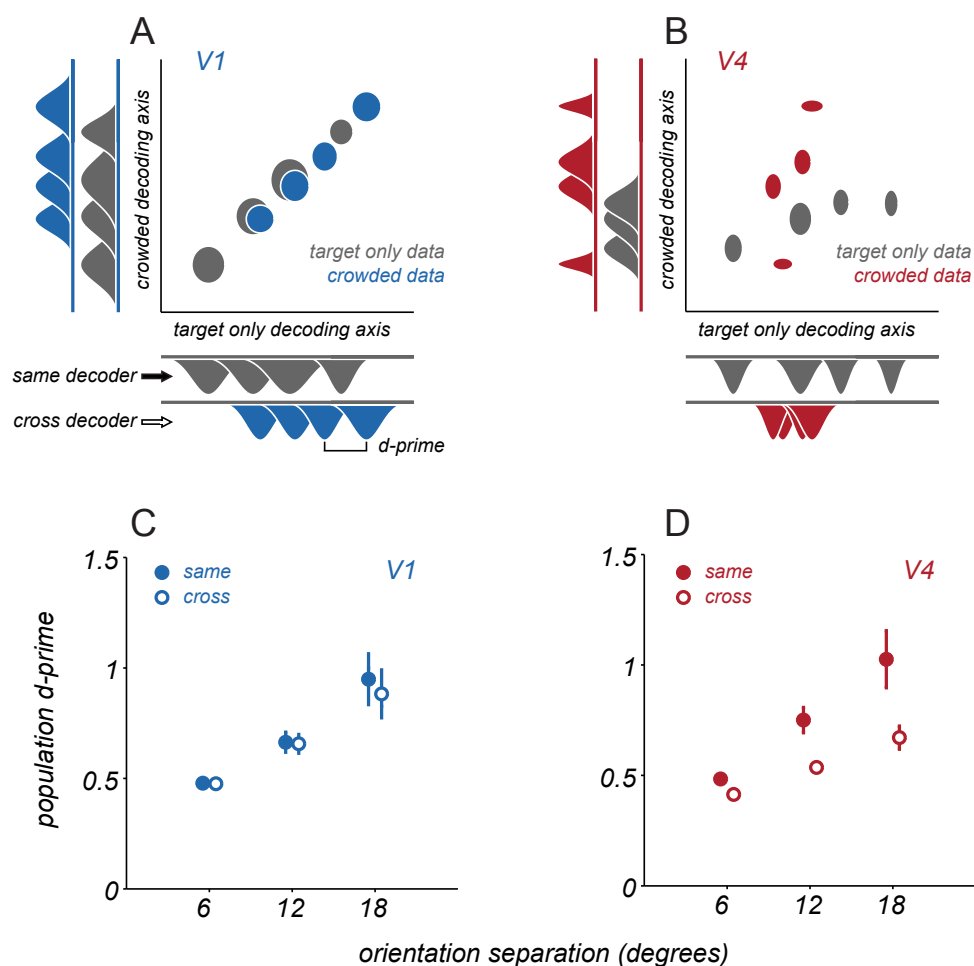 A
V1
crowded decoding axis
target only data
crowded data
target only decoding axis
same decoder
cross decoder
d-prime
B
V4
crowded decoding axis
target only data
crowded data
target only decoding axis
C
V1
same
cross
population d-prime
1.5
1
0.5
0
6
12
18
D
V4
same
cross
1.5
1
0.5
0
6
12
18
orientation separation (degrees)